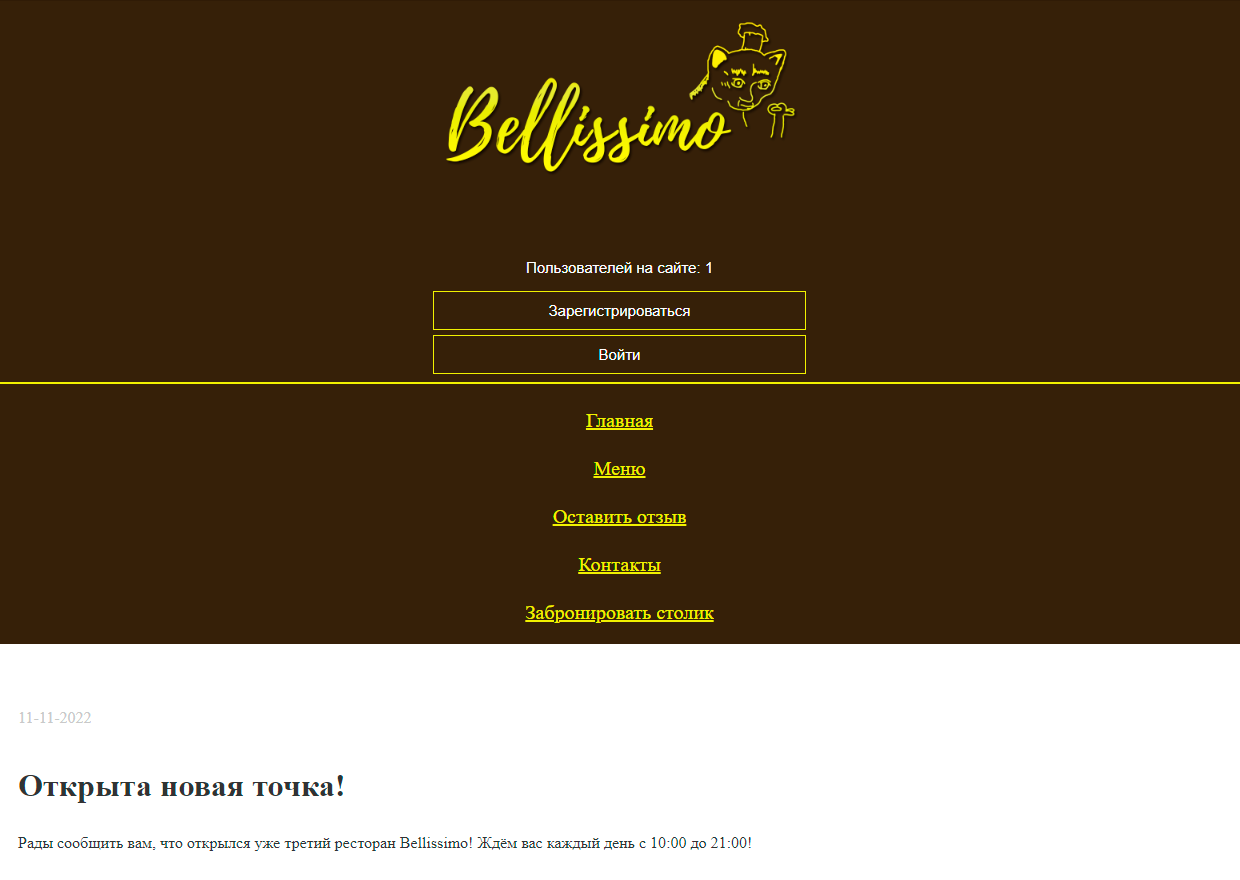 Bellissimo
Пользователей на сайте: 1
Зарегистрироваться
Войти
Главная
Меню
Оставить отзыв
Контакты
Забронировать столик
11-11-2022
Открыта новая точка!
Рады сообщить вам, что открылся уже третий ресторан Bellissimo! Ждём вас каждый день с 10:00 до 21:00!